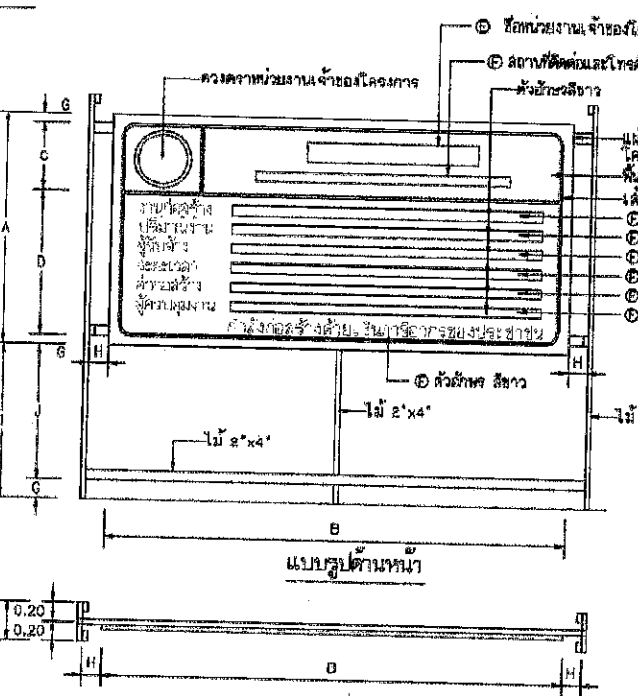 Ⓔ ชื่อหน่วยงานเจ้าของโ
Ⓕ สถานที่ติดต่อและโทร
ดวงตราหน่วยงานเจ้าของโครงการ
ตัวอักษรสีขาว
G
C
A
D
งานก่อสร้าง
ปริมาณงาน
ผู้รับจ้าง
ระยะเวลา
ค่าก่อสร้าง
ผู้ควบคุมงาน
Ⓕ
Ⓕ
Ⓕ
Ⓕ
Ⓕ
Ⓕ
กำลังก่อสร้างด้วยเงินภาษีอากรของประชาชน
G
H
H
Ⓔ ตัวอักษร สีขาว
J
ไม้ 2"x4"
ไม้
ไม้ 2"x4"
G
B
แบบรูปด้านหน้า
0.20
0.20
H
B
H